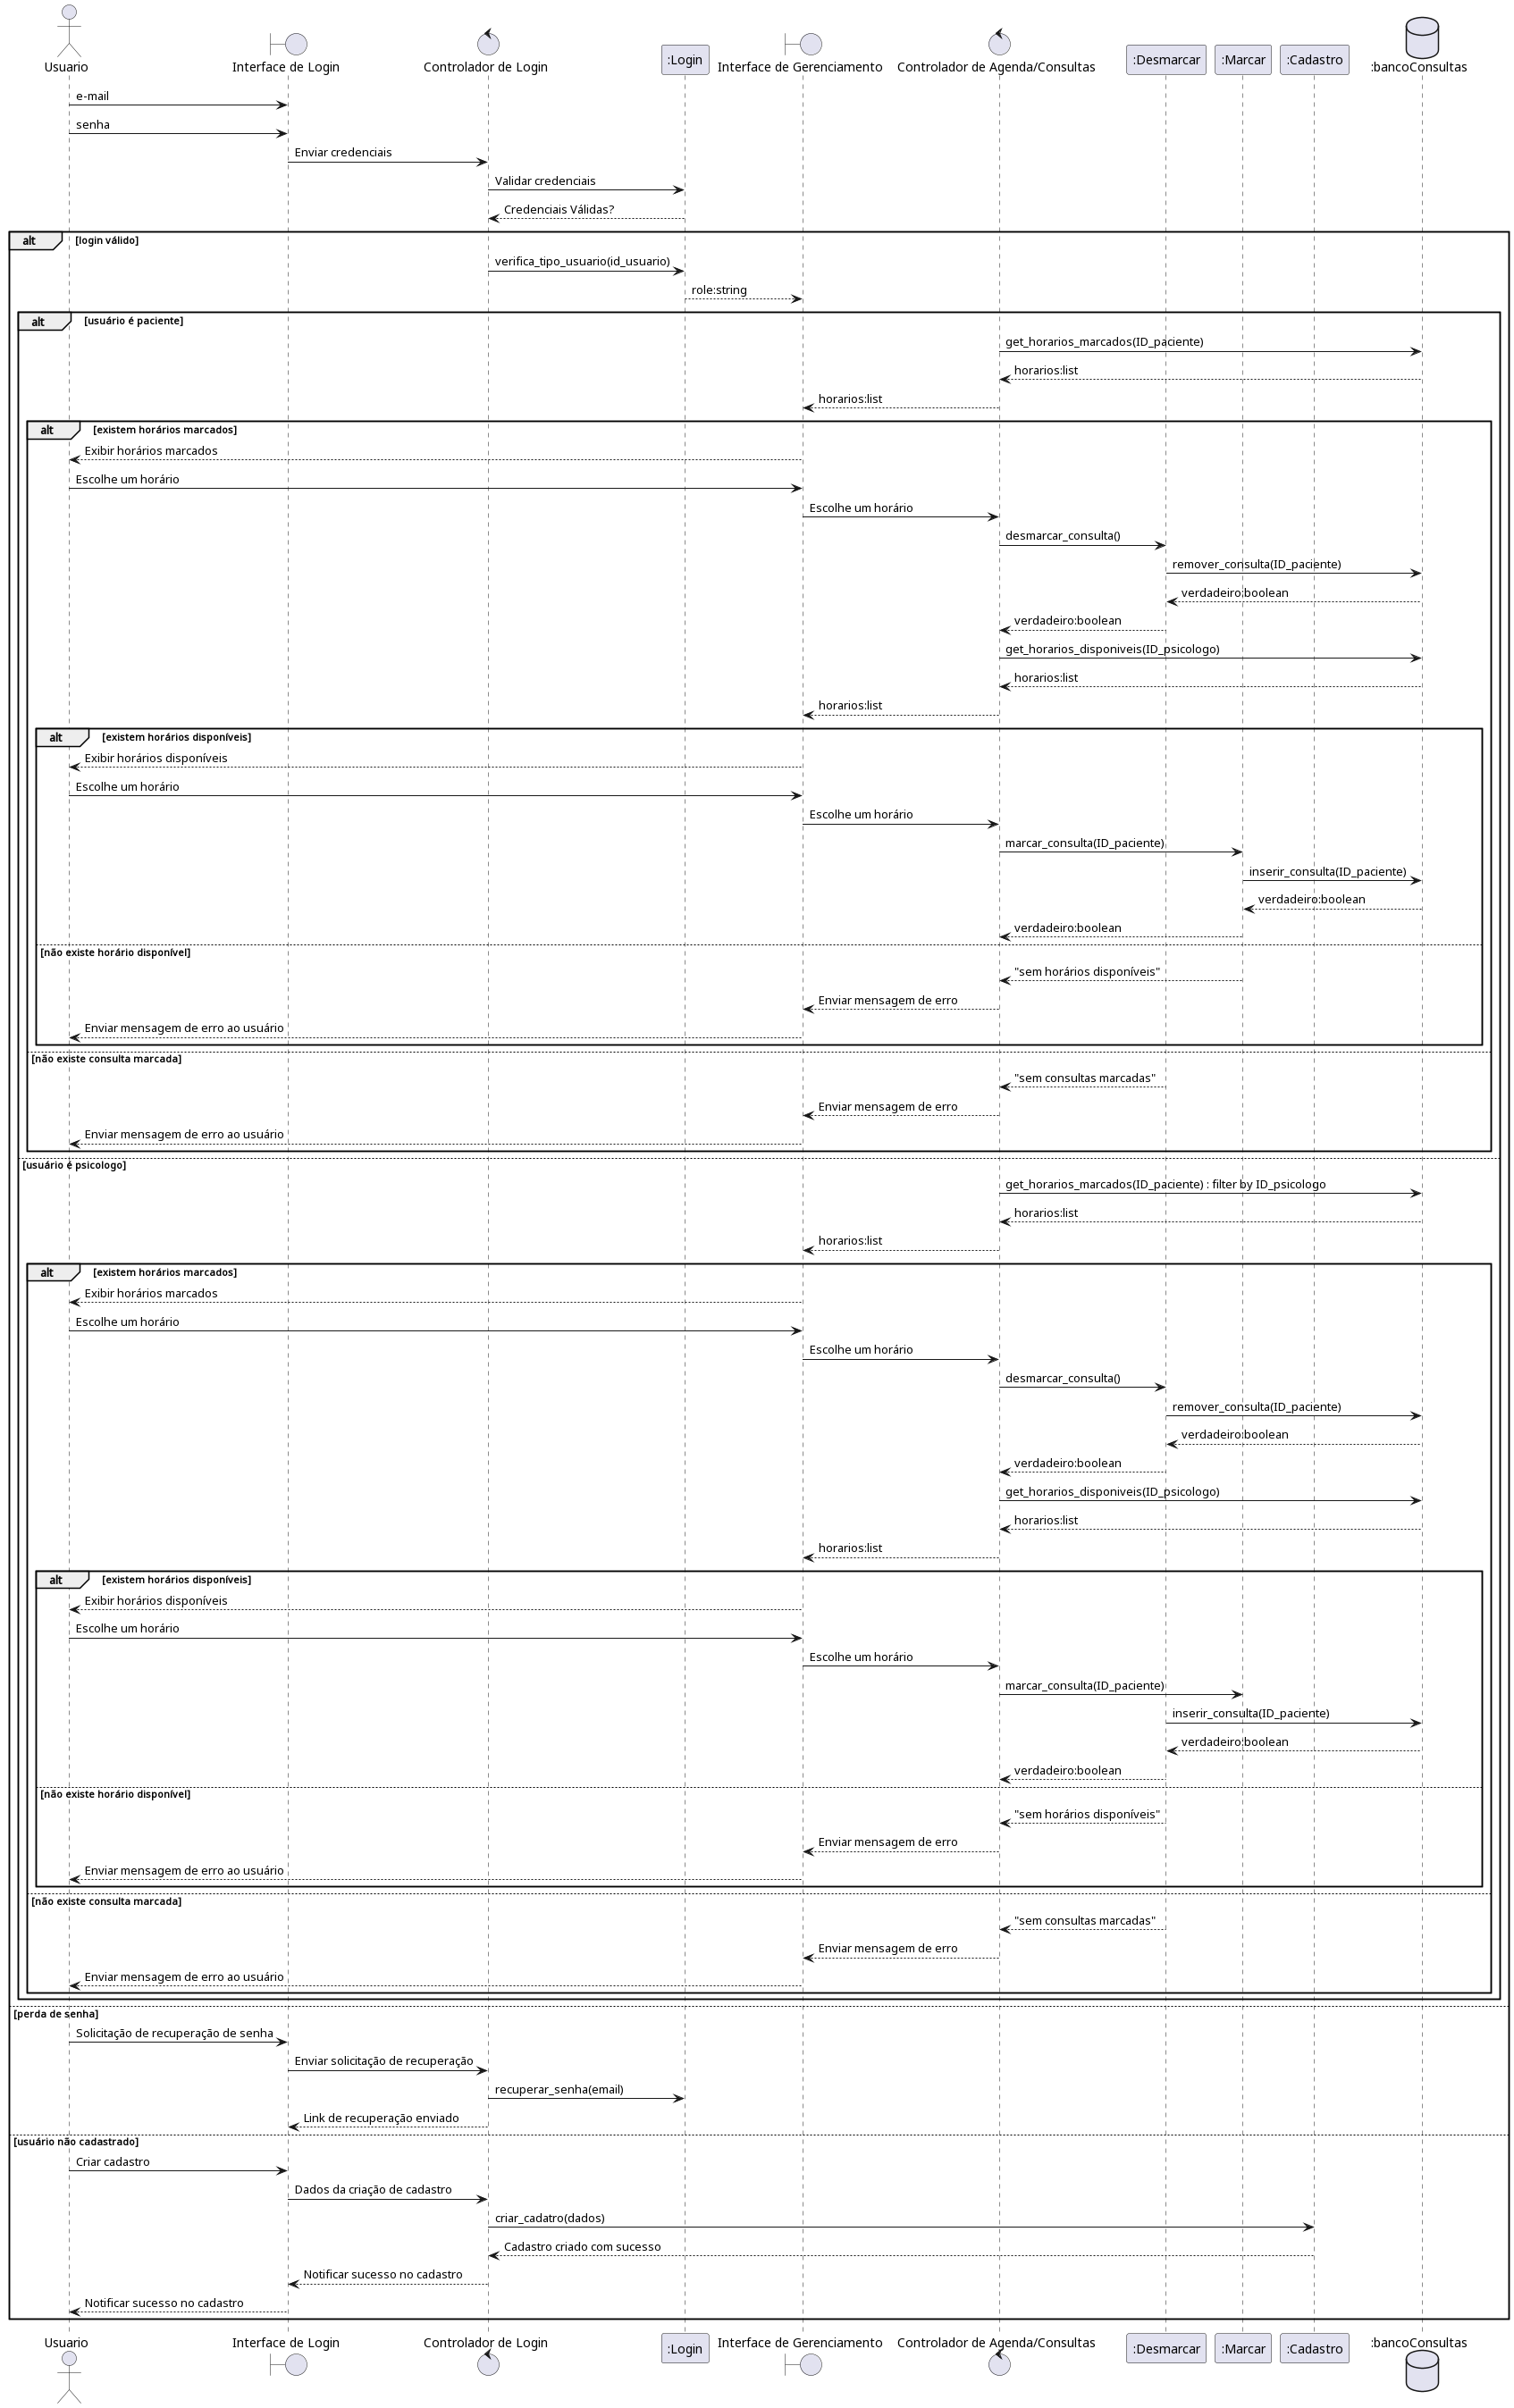 Usuario
Interface de Login
Controlador de Login
:Login
Interface de Gerenciamento
Controlador de Agenda/Consultas
:Desmarcar
:Marcar
:Cadastro
:bancoConsultas
e-mail
senha
Enviar credenciais
Validar credenciais
Credenciais Válidas?
alt [login válido]
verifica_tipo_usuario(id_usuario)
role:string
alt [usuário é paciente]
get_horarios_marcados(ID_paciente)
horarios:list
horarios:list
alt [existem horários marcados]
Exibir horários marcados
Escolhe um horário
Escolhe um horário
desmarcar_consulta()
remover_consulta(ID_paciente)
verdadeiro:boolean
verdadeiro:boolean
get_horarios_disponiveis(ID_psicologo)
horarios:list
horarios:list
alt [existem horários disponíveis]
Exibir horários disponíveis
Escolhe um horário
Escolhe um horário
marcar_consulta(ID_paciente)
inserir_consulta(ID_paciente)
verdadeiro:boolean
verdadeiro:boolean
[não existe horário disponível]
"sem horários disponíveis"
Enviar mensagem de erro
Enviar mensagem de erro ao usuário
[não existe consulta marcada]
"sem consultas marcadas"
Enviar mensagem de erro
Enviar mensagem de erro ao usuário
[usuário é psicologo]
get_horarios_marcados(ID_paciente) : filter by ID_psicologo
horarios:list
horarios:list
alt [existem horários marcados]
Exibir horários marcados
Escolhe um horário
Escolhe um horário
desmarcar_consulta()
remover_consulta(ID_paciente)
verdadeiro:boolean
verdadeiro:boolean
get_horarios_disponiveis(ID_psicologo)
horarios:list
horarios:list
alt [existem horários disponíveis]
Exibir horários disponíveis
Escolhe um horário
Escolhe um horário
marcar_consulta(ID_paciente)
inserir_consulta(ID_paciente)
verdadeiro:boolean
verdadeiro:boolean
[não existe horário disponível]
"sem horários disponíveis"
Enviar mensagem de erro
Enviar mensagem de erro ao usuário
[não existe consulta marcada]
"sem consultas marcadas"
Enviar mensagem de erro
Enviar mensagem de erro ao usuário
[perda de senha]
Solicitação de recuperação de senha
Enviar solicitação de recuperação
recuperar_senha(email)
Link de recuperação enviado
[usuário não cadastrado]
Criar cadastro
Dados da criação de cadastro
criar_cadatro(dados)
Cadastro criado com sucesso
Notificar sucesso no cadastro
Notificar sucesso no cadastro
Usuario
Interface de Login
Controlador de Login
:Login
Interface de Gerenciamento
Controlador de Agenda/Consultas
:Desmarcar
:Marcar
:Cadastro
:bancoConsultas